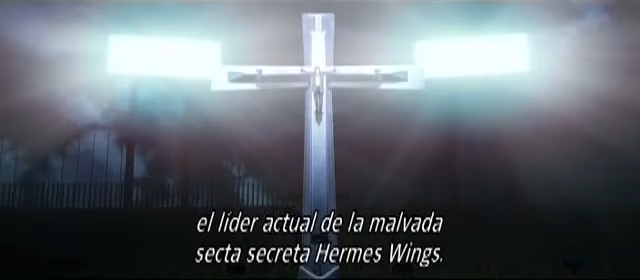 el líder actual de la malvada
secta secreta Hermes Wings.